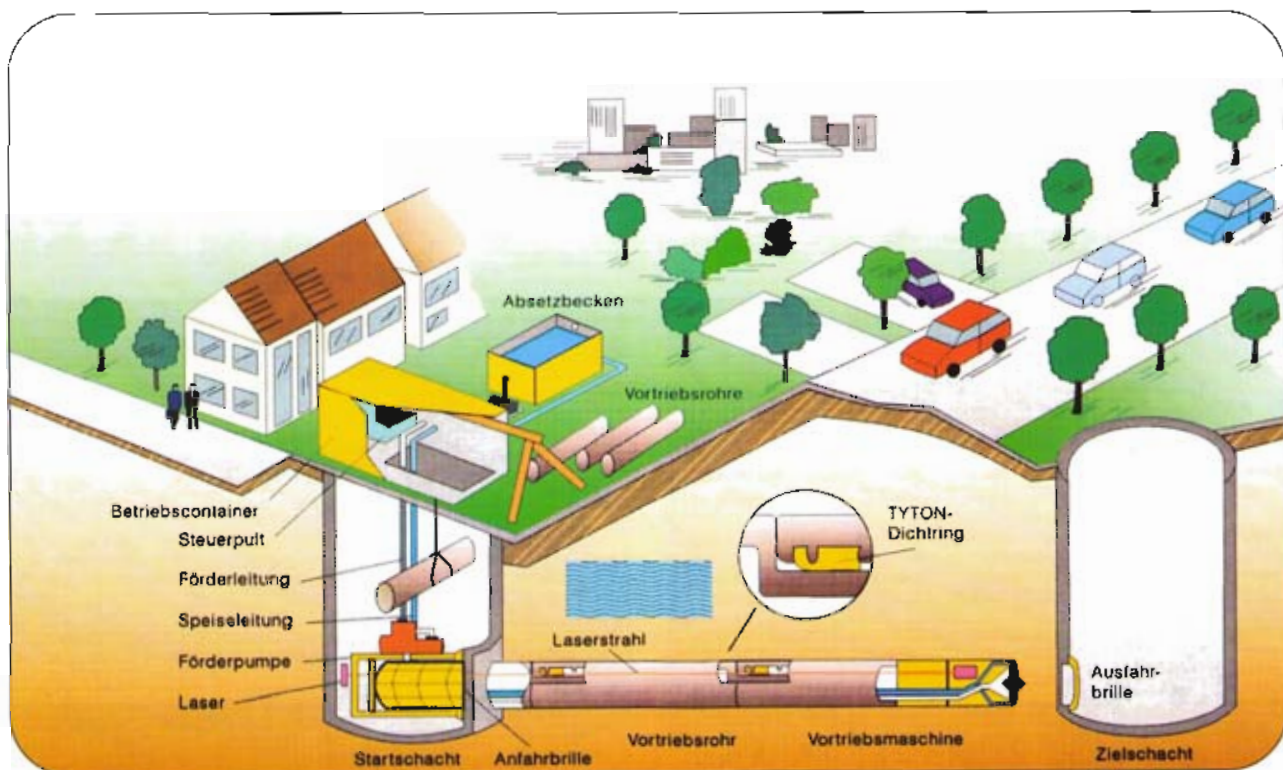 Absetzbecken
Vortriebsrohre
Betriebscontainer
Steuerpult
Förderleitung
Speiseleitung
Förderpumpe
Laser
TYTON-
Dichtring
Laserstrahl
Ausfahr-
brille
Startschacht
Anfahrbrille
Vortriebsrohr
Vortriebsmaschine
Zielschacht